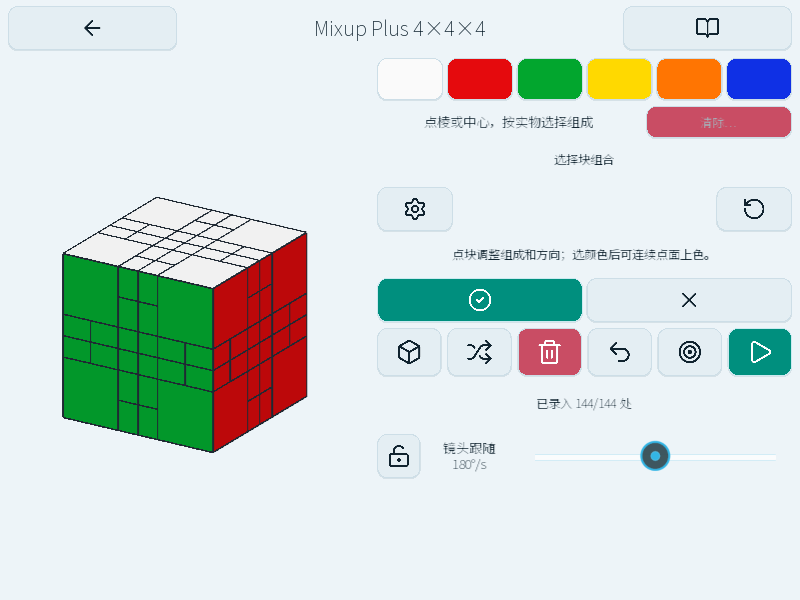 Mixup Plus 4×4×4
点棱或中心，按实物选择组成
清除…
选择块组合
点块调整组成和方向；选颜色后可连续点面上色。
已录入 144/144 处
镜头跟随
180°/s